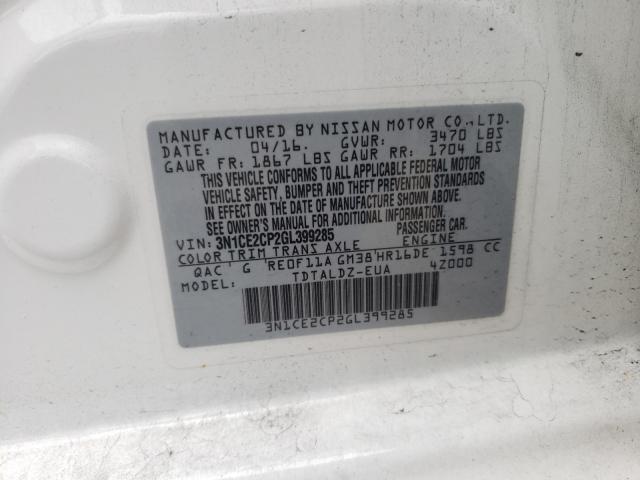 MANUFACTURED BY NISSAN MOTOR CO.,LTD.
DATE: 04/16. GVWR: 3470 LBS
GAWR FR: 1867 LBS GAWR RR: 1704 LBS
THIS VEHICLE CONFORMS TO ALL APPLICABLE FEDERAL MOTOR
VEHICLE SAFETY, BUMPER AND THEFT PREVENTION STANDARDS
IN EFFECT ON THE DATE OF MANUFACTURE SHOWN ABOVE.
SEE OWNER'S MANUAL FOR ADDITIONAL INFORMATION.
VIN: 3N1CE2CP2GL399285 PASSENGER CAR.
COLOR TRIM TRANS AXLE ENGINE
QAC G RE0F11A GM38 HR16DE 1598 CC
MODEL: TDTALDZ-EUA 4Z000
3N1CE2CP2GL399285